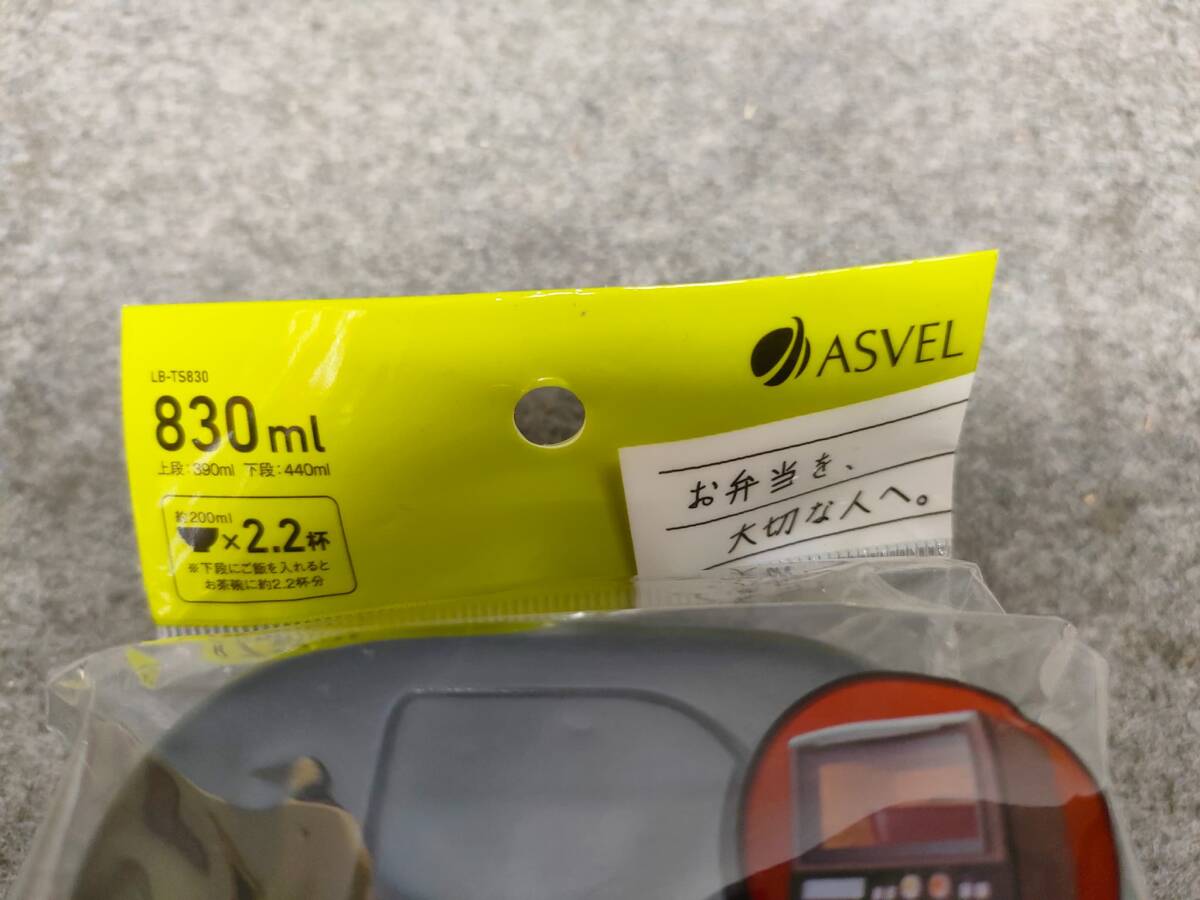 LB-TS830
830ml
上段:390ml 下段:440ml
約200ml
×2.2杯
※下段にご飯を入れると
お茶碗に約2.2杯分
ASVEL
お弁当を、
大切な人へ。